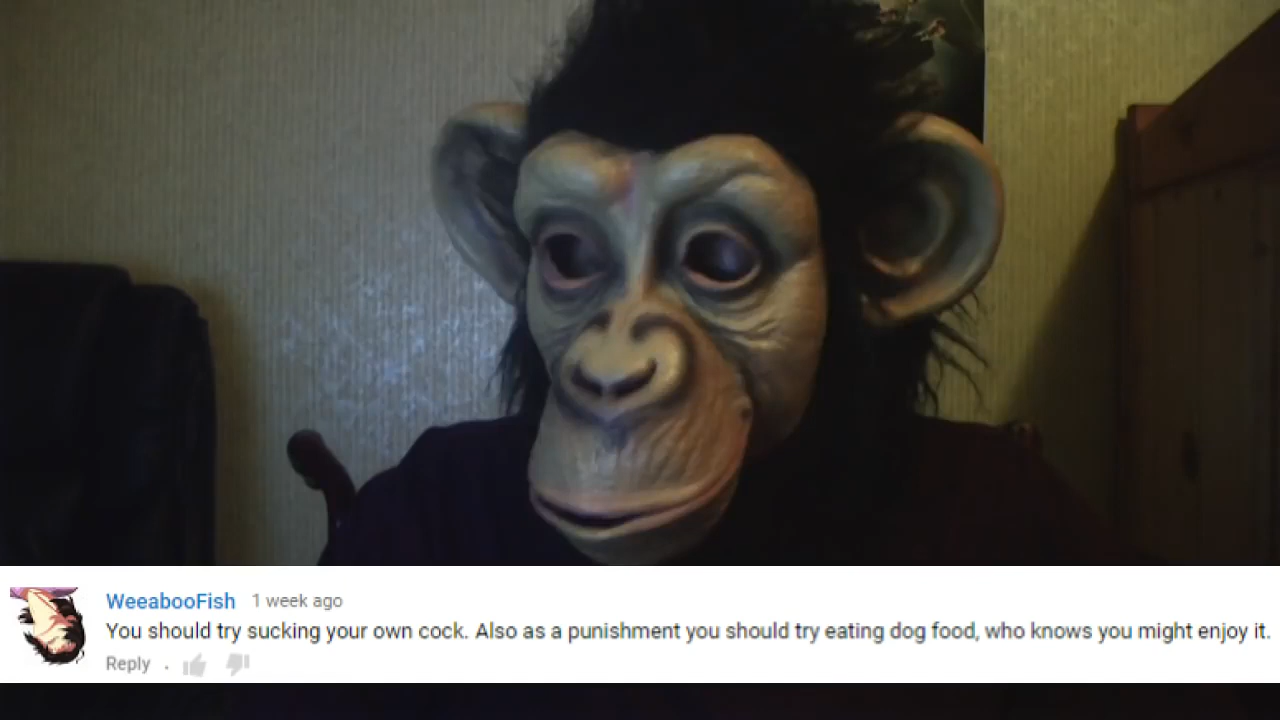 WeeabooFish 1 week ago
You should try sucking your own cock. Also as a punishment you should try eating dog food, who knows you might enjoy it.
Reply .